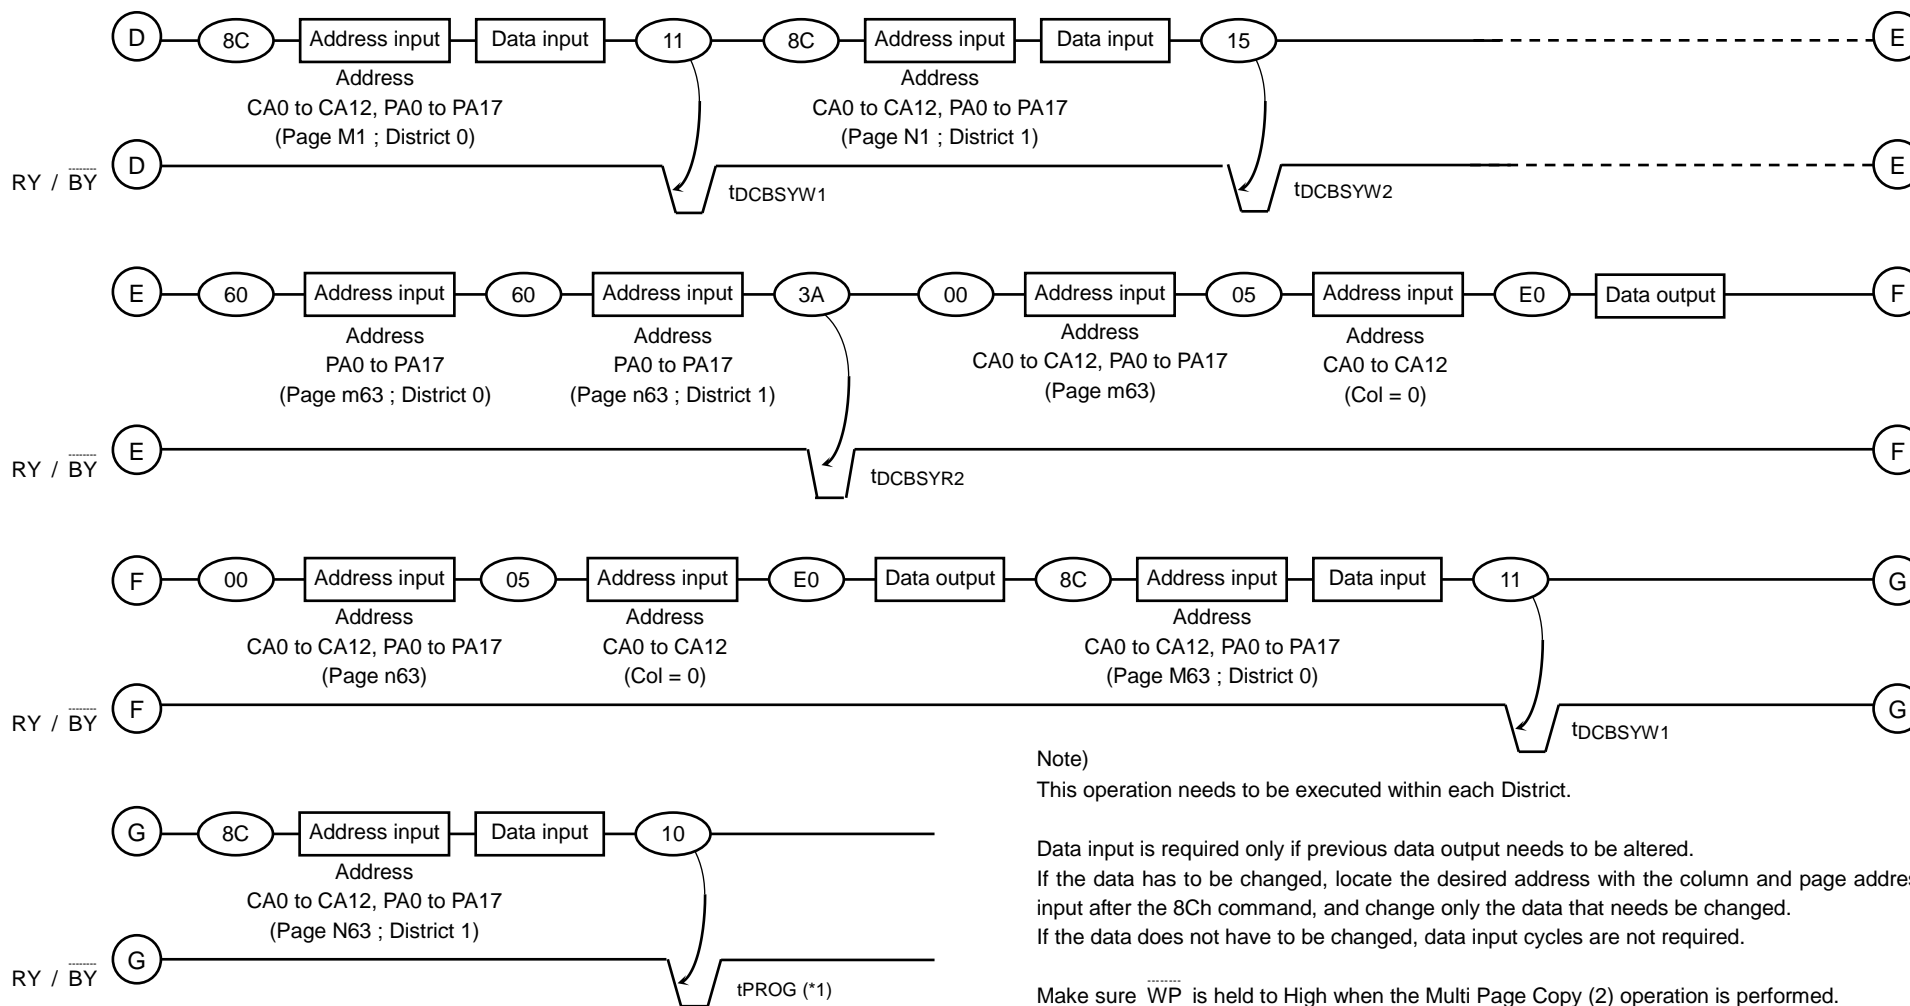 D 8C Address input Data input 11 8C Address input Data input 15 E
Address Address
CA0 to CA12, PA0 to PA17 CA0 to CA12, PA0 to PA17
(Page M1 ; District 0) (Page N1 ; District 1)
RY / BY D tDCBSYW1 tDCBSYW2 E
E 60 Address input 60 Address input 3A 00 Address input 05 Address input E0 Data output F
Address Address Address Address
PA0 to PA17 PA0 to PA17 CA0 to CA12, PA0 to PA17 CA0 to CA12
(Page m63 ; District 0) (Page n63 ; District 1) (Page m63) (Col = 0)
RY / BY E tDCBSYR2 F
F 00 Address input 05 Address input E0 Data output 8C Address input Data input 11 G
Address Address Address
CA0 to CA12, PA0 to PA17 CA0 to CA12 CA0 to CA12, PA0 to PA17
(Page n63) (Col = 0) (Page M63 ; District 0)
RY / BY F tDCBSYW1 G
G 8C Address input Data input 10
Address
CA0 to CA12, PA0 to PA17
(Page N63 ; District 1)
RY / BY G tPROG (*1)
Note)
This operation needs to be executed within each District.
Data input is required only if previous data output needs to be altered.
If the data has to be changed, locate the desired address with the column and page addres
input after the 8Ch command, and change only the data that needs be changed.
If the data does not have to be changed, data input cycles are not required.
Make sure WP is held to High when the Multi Page Copy (2) operation is performed.